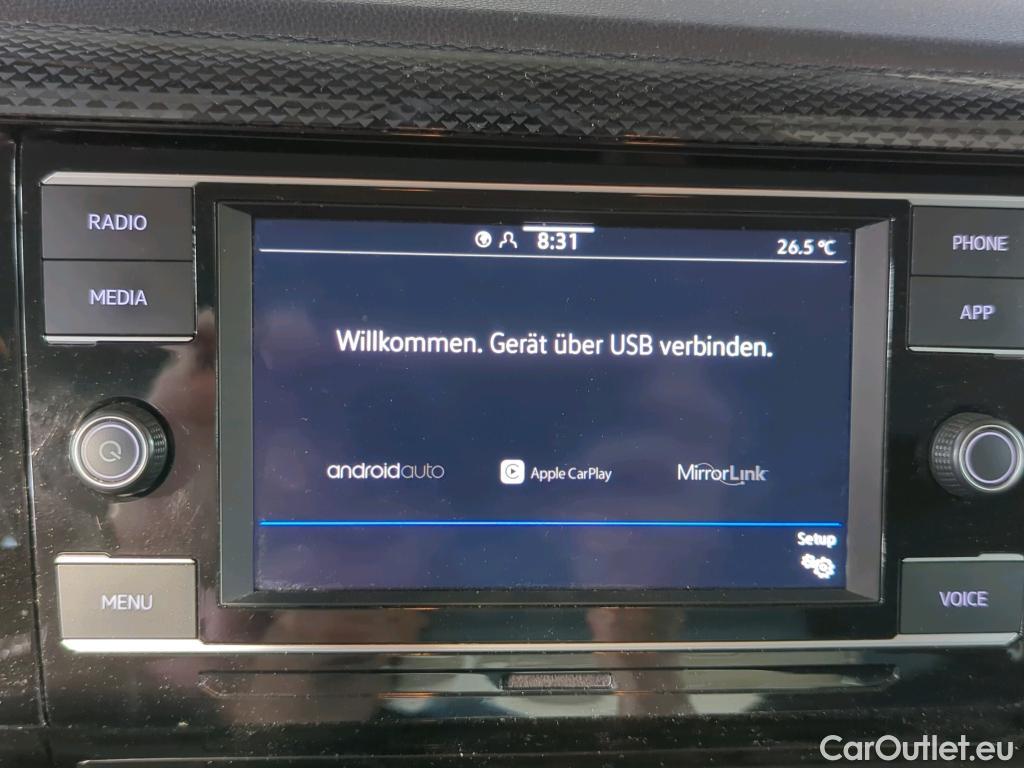 RADIO
MEDIA
MENU
8:31
26.5 °C
Willkommen. Gerät über USB verbinden.
androidauto
Apple CarPlay
MirrorLink
Setup
PHONE
APP
VOICE
CarOutlet.eu